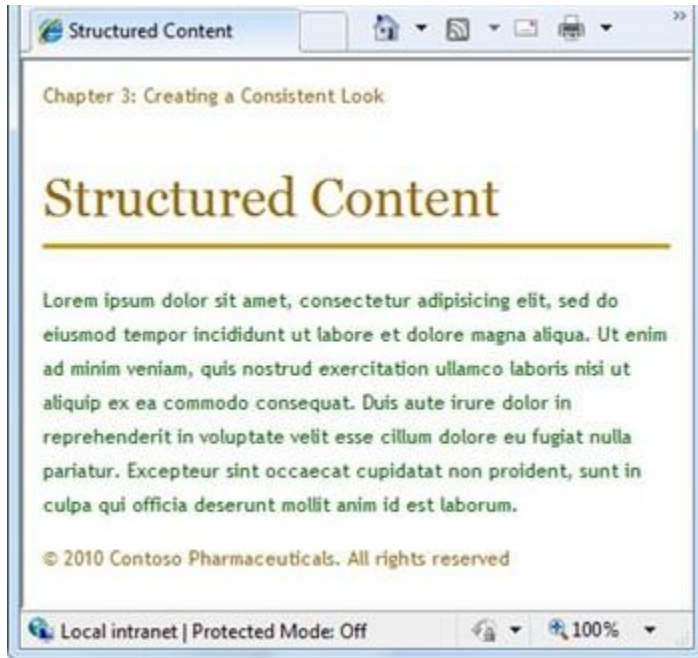 Structured Content
»
Chapter 3: Creating a Consistent Look
Structured Content
Lorem ipsum dolor sit amet, consectetur adipisicing elit, sed do
eiusmod tempor incididunt ut labore et dolore magna aliqua. Ut enim
ad minim veniam, quis nostrud exercitation ullamco laboris nisi ut
aliquip ex ea commodo consequat. Duis aute irure dolor in
reprehenderit in voluptate velit esse cillum dolore eu fugiat nulla
pariatur. Excepteur sint occaecat cupidatat non proident, sunt in
culpa qui officia deserunt mollit anim id est laborum.
© 2010 Contoso Pharmaceuticals. All rights reserved
Local intranet | Protected Mode: Off
100%